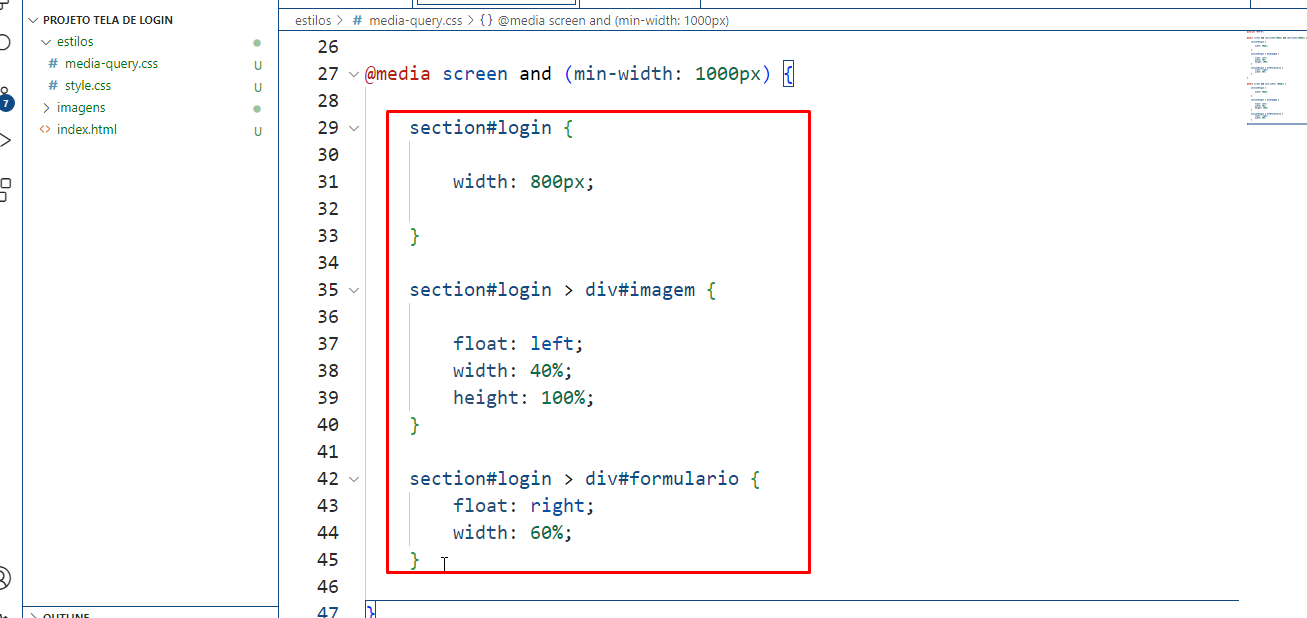 PROJETO TELA DE LOGIN
estilos
# media-query.css U
# style.css U
imagens
<> index.html U
7
OUTLINE
estilos > # media-query.css > {} @media screen and (min-width: 1000px)
26
27 @media screen and (min-width: 1000px) {
28
29 section#login {
30
31 width: 800px;
32
33 }
34
35 section#login > div#imagem {
36
37 float: left;
38 width: 40%;
39 height: 100%;
40 }
41
42 section#login > div#formulario {
43 float: right;
44 width: 60%;
45 }
46
47 }